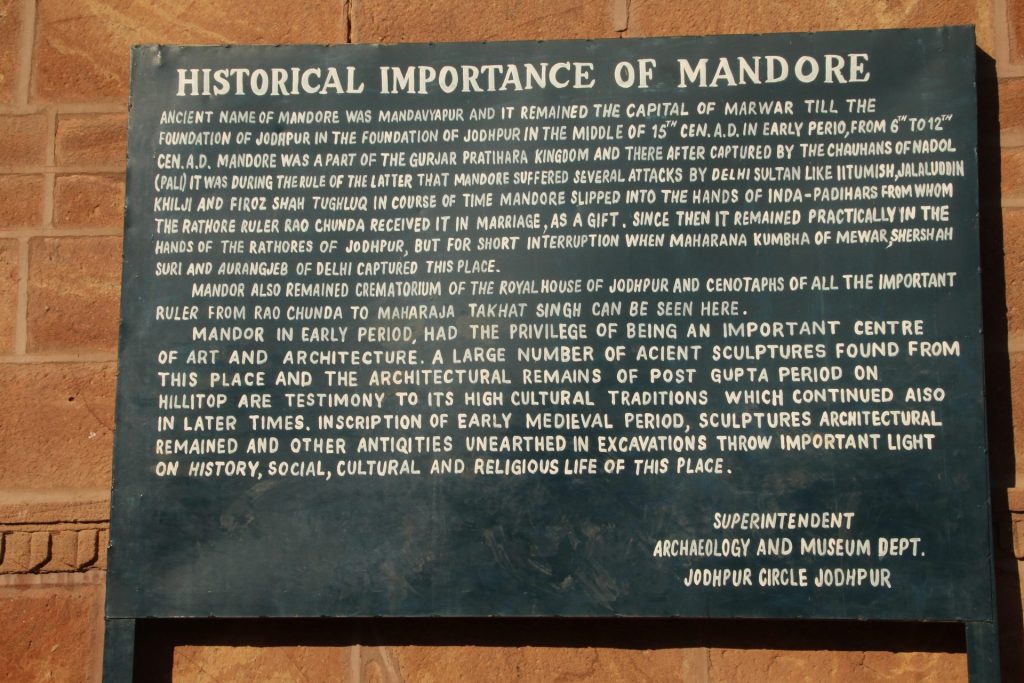 HISTORICAL IMPORTANCE OF MANDORE
ANCIENT NAME OF MANDORE WAS MANDAVYAPUR AND IT REMAINED THE CAPITAL OF MARWAR TILL THE
FOUNDATION OF JODHPUR IN THE FOUNDATION OF JODHPUR IN THE MIDDLE OF 15TH CEN. A.D. IN EARLY PERIO, FROM 6TH TO 12TH
CEN. A.D. MANDORE WAS A PART OF THE GURJAR PRATIHARA KINGDOM AND THERE AFTER CAPTURED BY THE CHAUHANS OF NADOL
(PALI) IT WAS DURING THE RULE OF THE LATTER THAT MANDORE SUFFERED SEVERAL ATTACKS BY DELHI SULTAN LIKE IITUMISH, JALALUDDIN
KHILJI AND FIROZ SHAH TUGHLUQ IN COURSE OF TIME MANDORE SLIPPED INTO THE HANDS OF INDA-PADIHARS FROM WHOM
THE RATHORE RULER RAO CHUNDA RECEIVED IT IN MARRIAGE, AS A GIFT. SINCE THEN IT REMAINED PRACTICALLY IN THE
HANDS OF THE RATHORES OF JODHPUR, BUT FOR SHORT INTERRUPTION WHEN MAHARANA KUMBHA OF MEWAR, SHERSHAH
SURI AND AURANGJEB OF DELHI CAPTURED THIS PLACE.
MANDOR ALSO REMAINED CREMATORIUM OF THE ROYAL HOUSE OF JODHPUR AND CENOTAPHS OF ALL THE IMPORTANT
RULER FROM RAO CHUNDA TO MAHARAJA TAKHAT SINGH CAN BE SEEN HERE.
MANDOR IN EARLY PERIOD, HAD THE PRIVILEGE OF BEING AN IMPORTANT CENTRE
OF ART AND ARCHITECTURE. A LARGE NUMBER OF ACIENT SCULPTURES FOUND FROM
THIS PLACE AND THE ARCHITECTURAL REMAINS OF POST GUPTA PERIOD ON
HILLITOP ARE TESTIMONY TO ITS HIGH CULTURAL TRADITIONS WHICH CONTINUED AISO
IN LATER TIMES. INSCRIPTION OF EARLY MEDIEVAL PERIOD, SCULPTURES ARCHITECTURAL
REMAINED AND OTHER ANTIQITIES UNEARTHED IN EXCAVATIONS THROW IMPORTANT LIGHT
ON HISTORY, SOCIAL, CULTURAL AND RELIGIOUS LIFE OF THIS PLACE.
SUPERINTENDENT
ARCHAEOLOGY AND MUSEUM DEPT.
JODHPUR CIRCLE JODHPUR